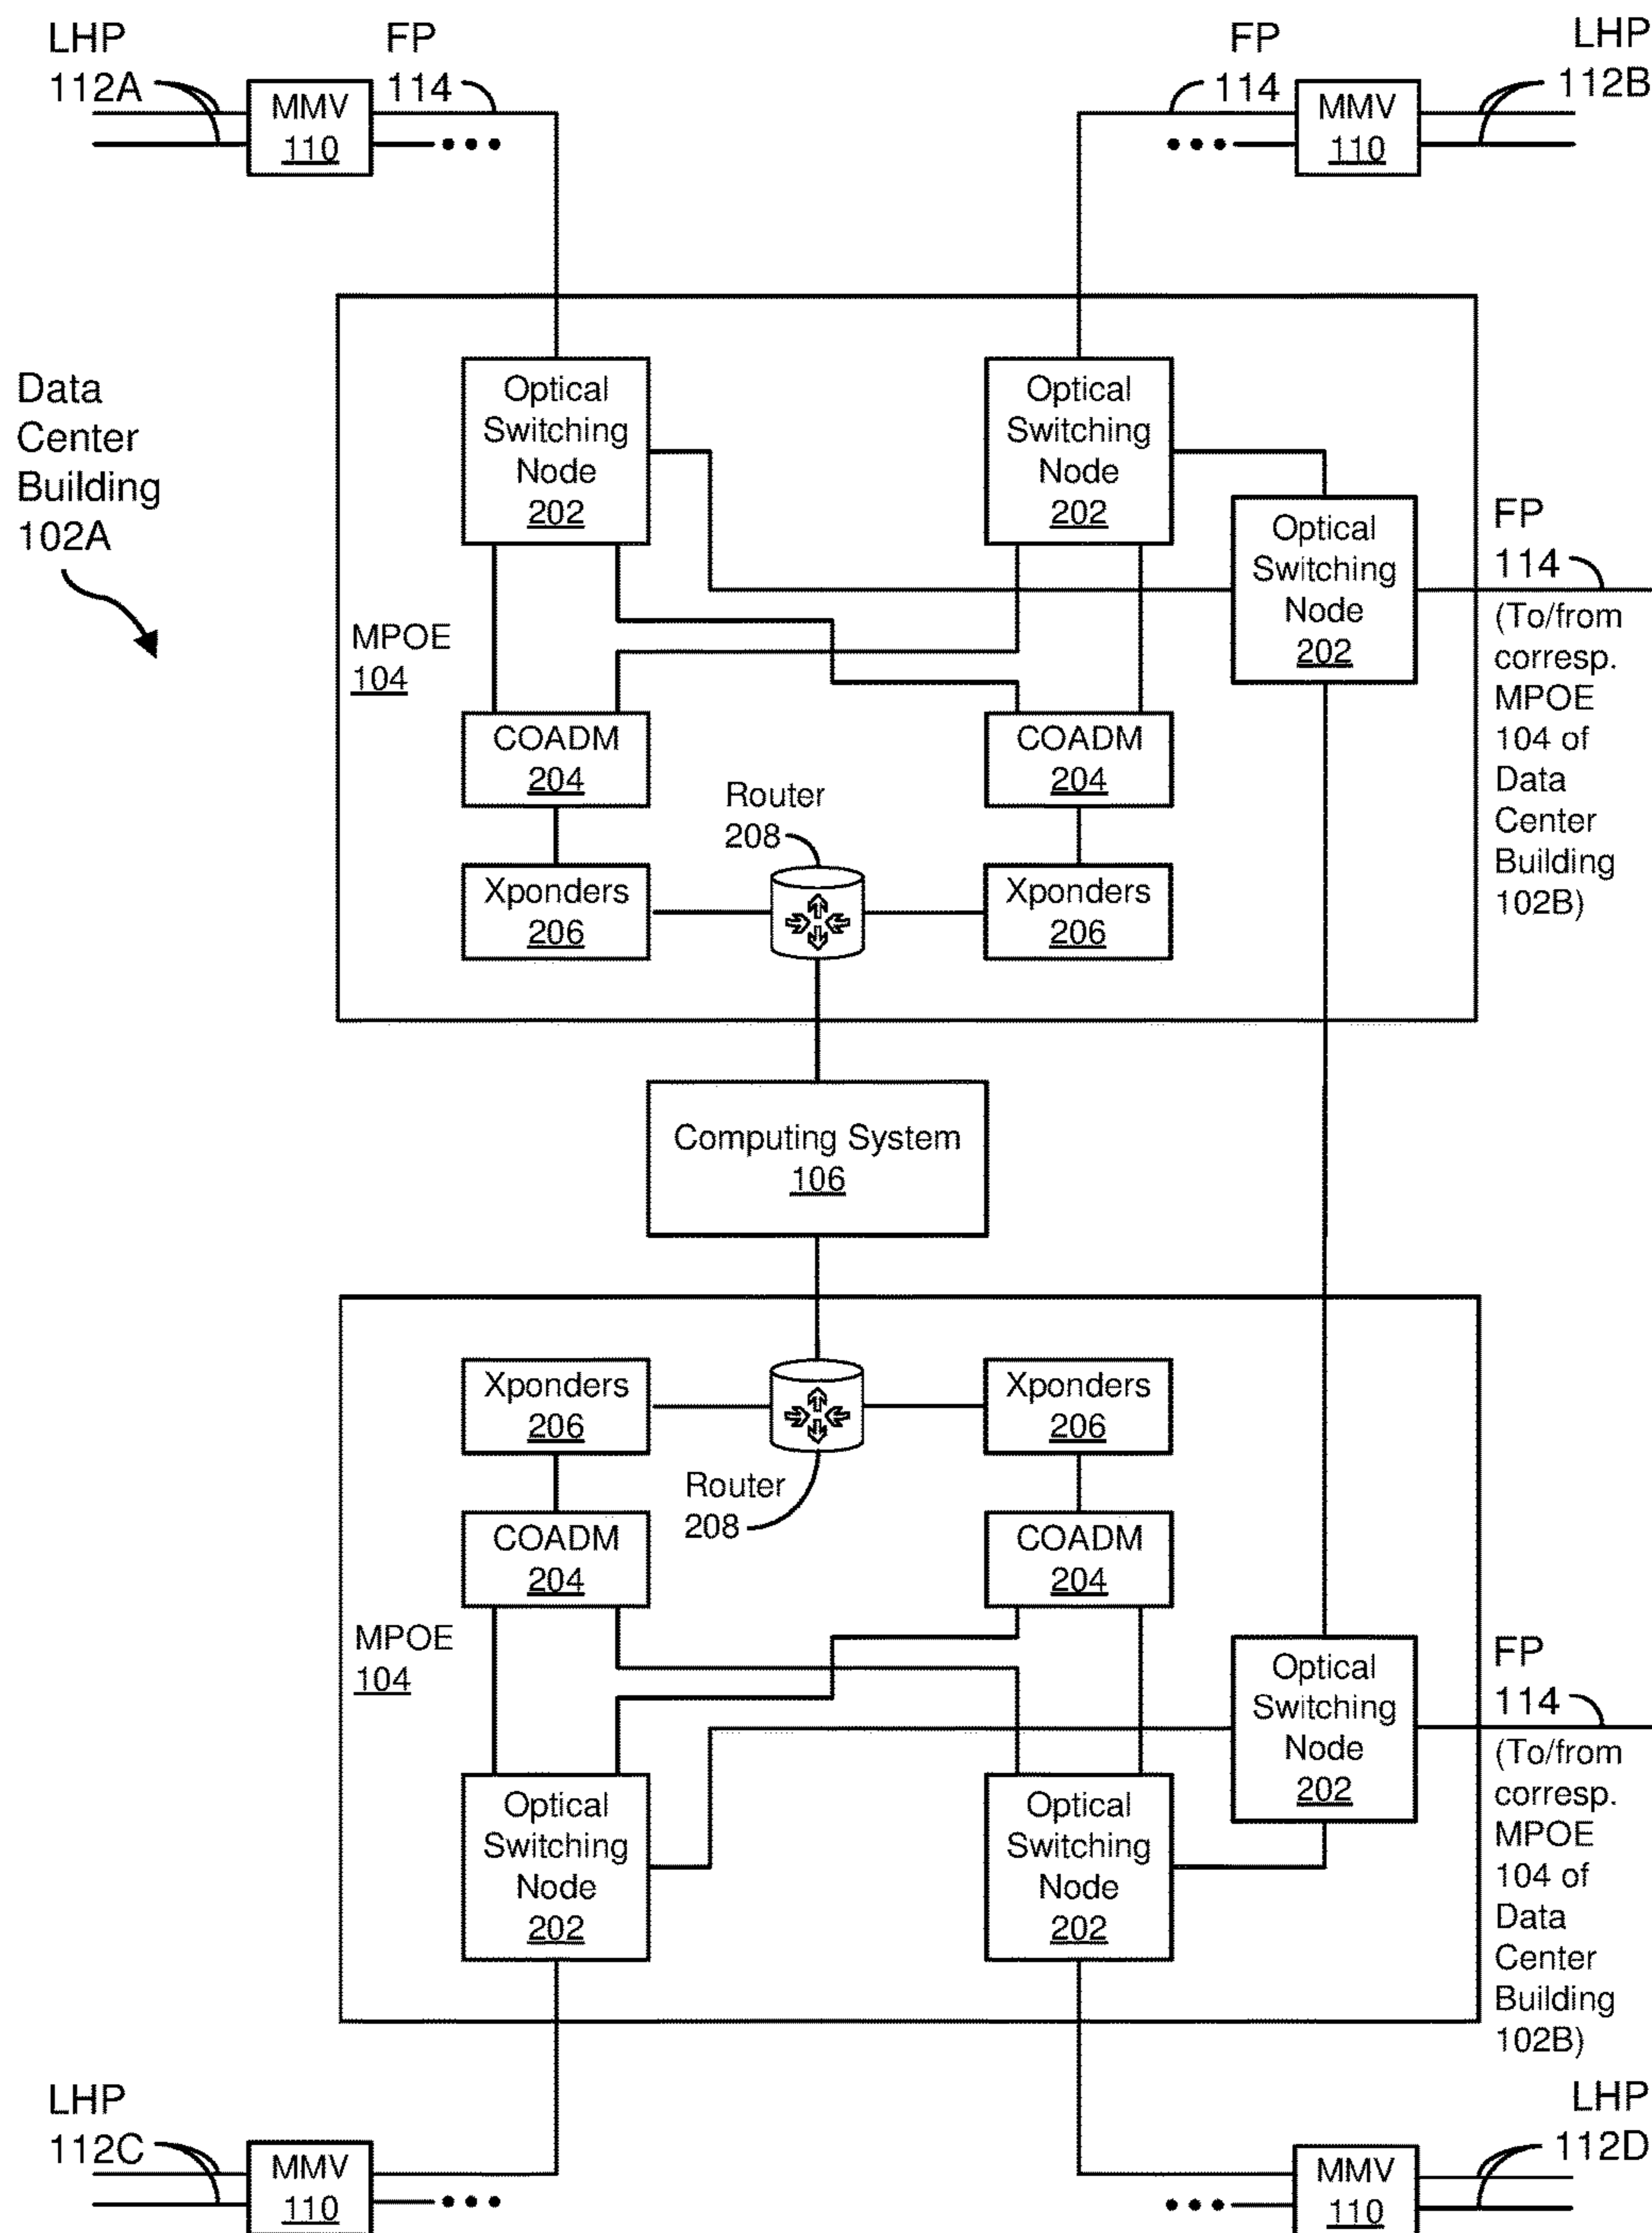 LHP
112A
FP
114
MMV
110
FP
114
LHP
112B
MMV
110
Data
Center
Building
102A
Optical
Switching
Node
202
Optical
Switching
Node
202
Optical
Switching
Node
202
FP
114
(To/from
corresp.
MPOE
104 of
Data
Center
Building
102B)
MPOE
104
COADM
204
COADM
204
Router
208
Xponders
206
Xponders
206
Computing System
106
Xponders
206
Xponders
206
Router
208
COADM
204
COADM
204
MPOE
104
Optical
Switching
Node
202
FP
114
(To/from
corresp.
MPOE
104 of
Data
Center
Building
102B)
Optical
Switching
Node
202
Optical
Switching
Node
202
LHP
112C
MMV
110
LHP
112D
MMV
110